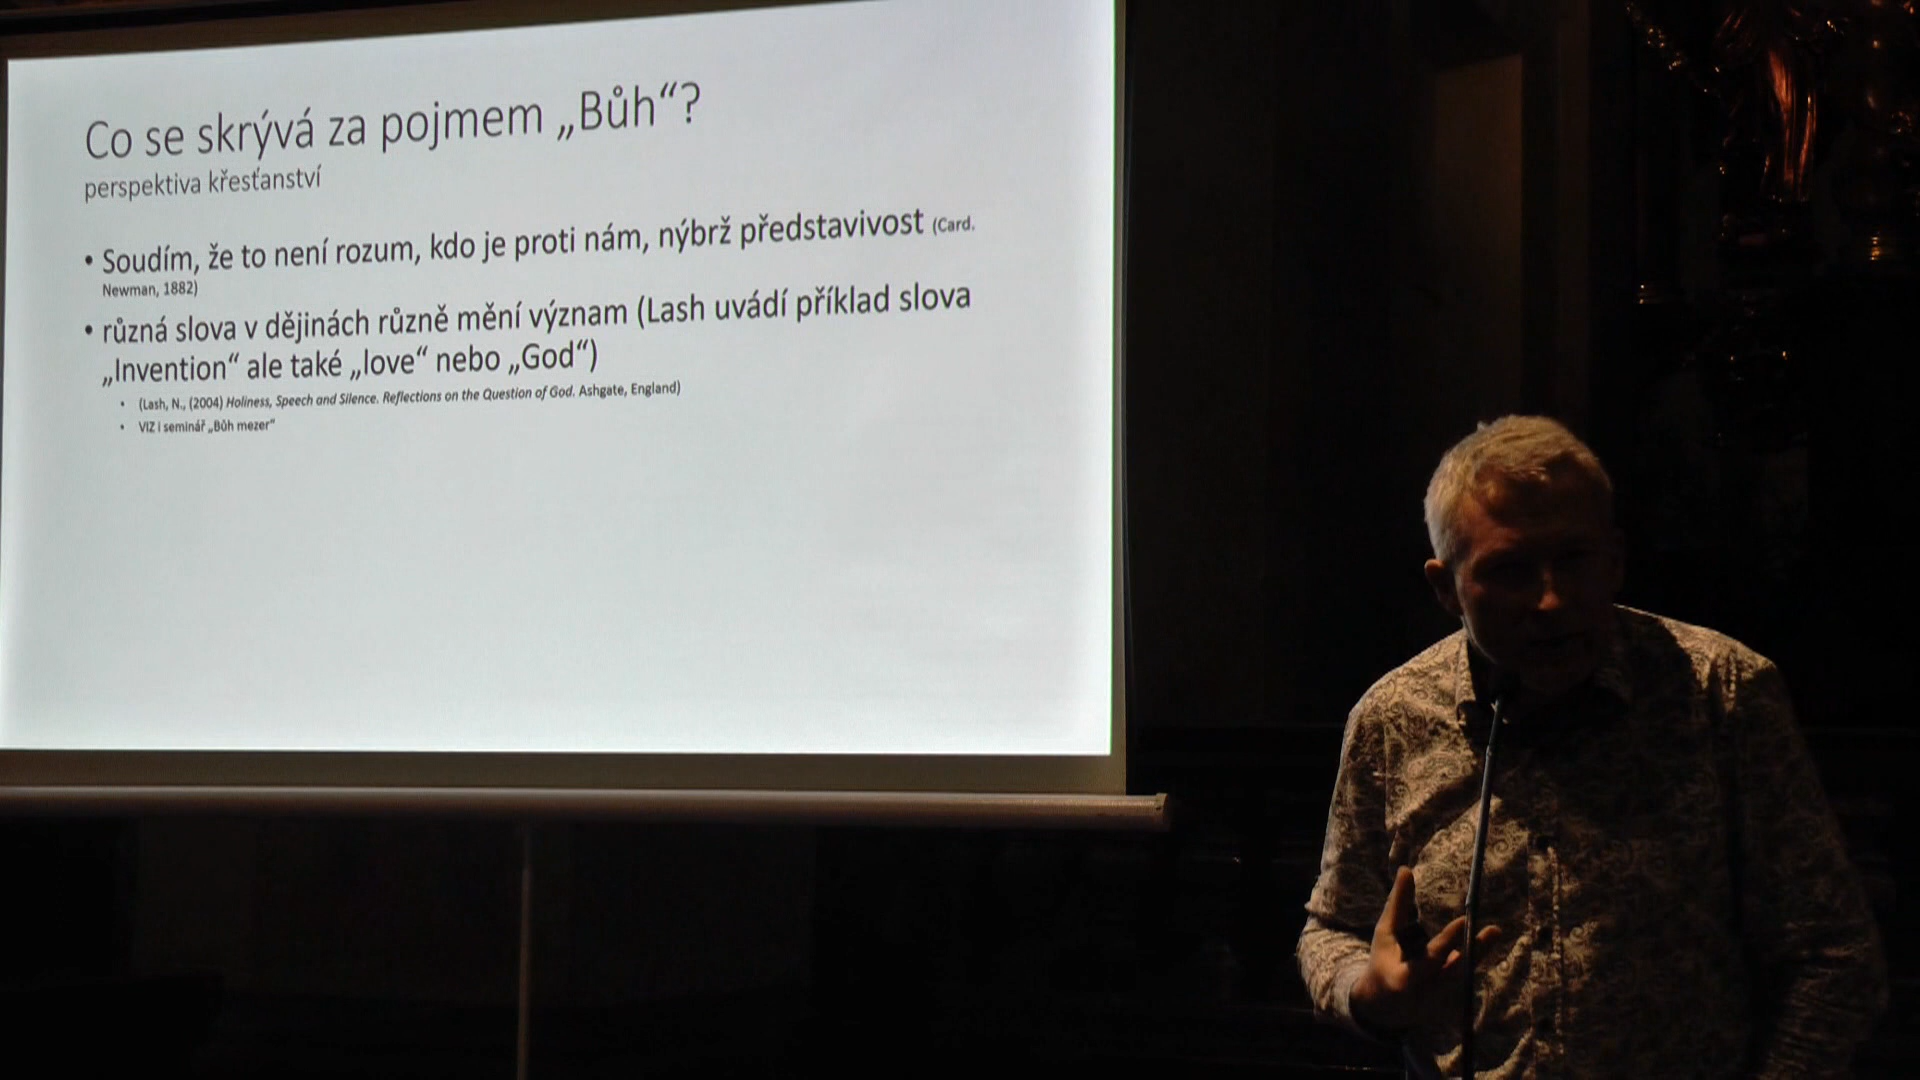 Co se skrývá za pojmem „Bůh“?
perspektiva křesťanství
• Soudím, že to není rozum, kdo je proti nám, nýbrž představivost (Card.
Newman, 1882)
• různá slova v dějinách různě mění význam (Lash uvádí příklad slova
„Invention“ ale také „love“ nebo „God“)
• (Lash, N., (2004) Holiness, Speech and Silence. Reflections on the Question of God. Ashgate, England)
• VIZ i seminář „Bůh mezer“